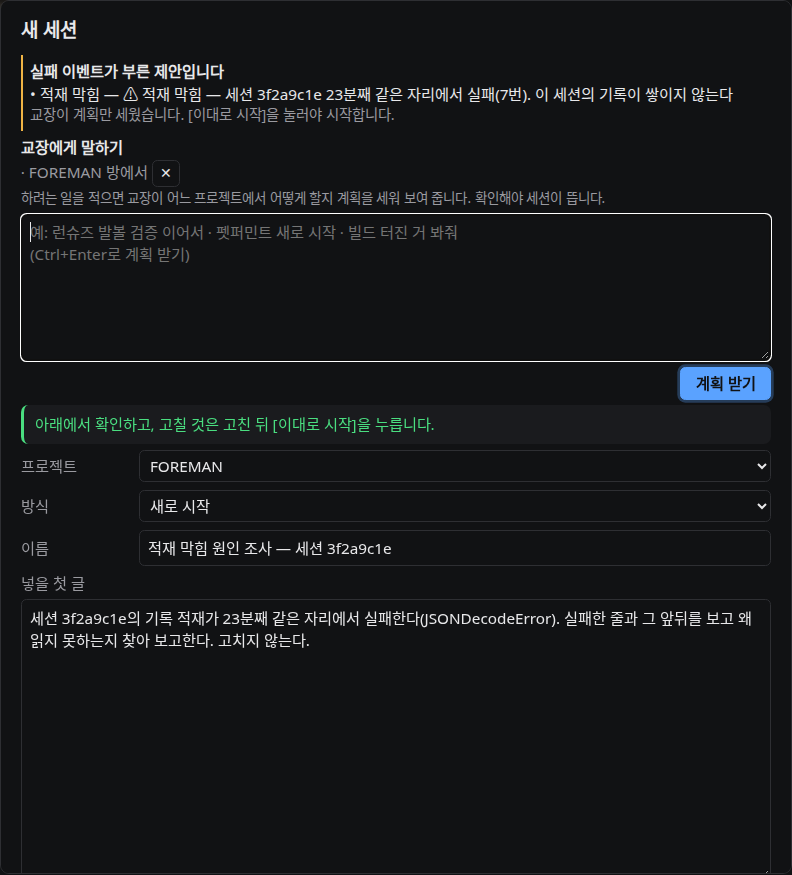 새 세션
실패 이벤트가 부른 제안입니다
• 적재 막힘 — ⚠ 적재 막힘 — 세션 3f2a9c1e 23분째 같은 자리에서 실패(7번). 이 세션의 기록이 쌓이지 않는다
교장이 계획만 세웠습니다. [이대로 시작]을 눌러야 시작합니다.
교장에게 말하기
· FOREMAN 방에서 ✕
하려는 일을 적으면 교장이 어느 프로젝트에서 어떻게 할지 계획을 세워 보여 줍니다. 확인해야 세션이 뜹니다.
예: 런슈즈 발볼 검증 이어서 · 펫퍼민트 새로 시작 · 빌드 터진 거 봐줘
(Ctrl+Enter로 계획 받기)
계획 받기
아래에서 확인하고, 고칠 것은 고친 뒤 [이대로 시작]을 누릅니다.
프로젝트 FOREMAN
방식 새로 시작
이름 적재 막힘 원인 조사 — 세션 3f2a9c1e
넣을 첫 글
세션 3f2a9c1e의 기록 적재가 23분째 같은 자리에서 실패한다(JSONDecodeError). 실패한 줄과 그 앞뒤를 보고 왜
읽지 못하는지 찾아 보고한다. 고치지 않는다.